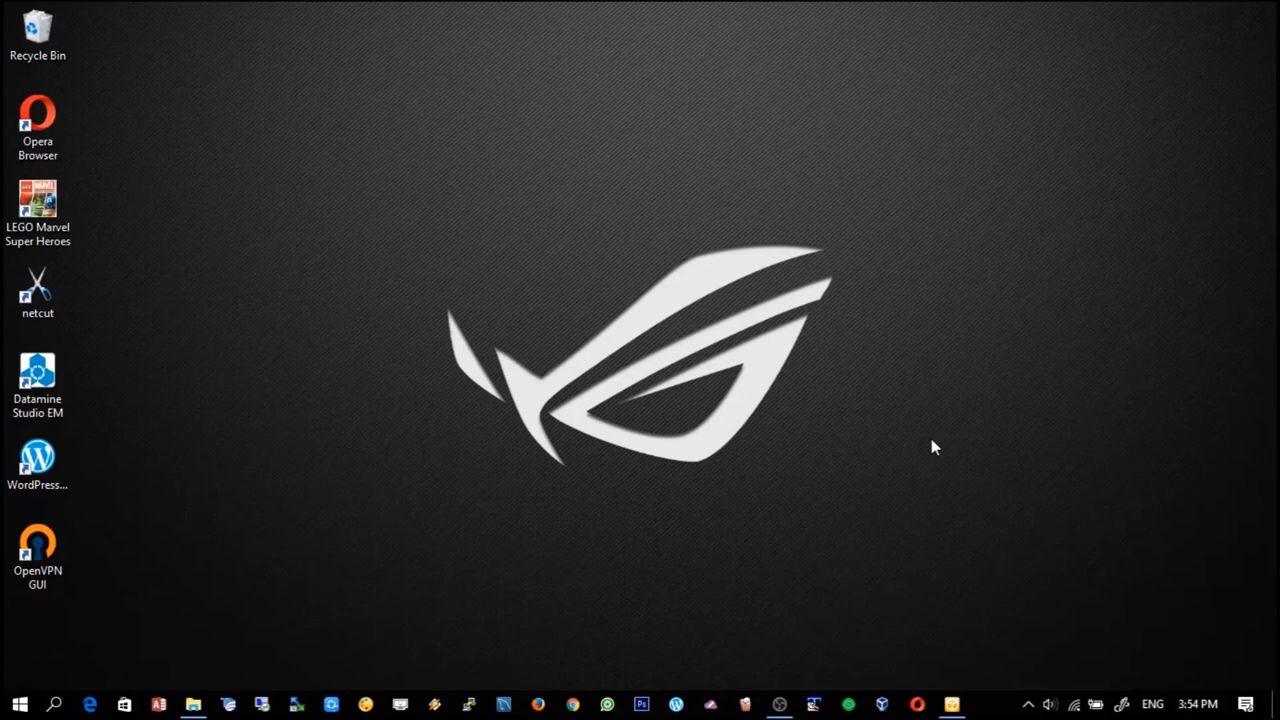 Recycle Bin
Opera
Browser
LEGO Marvel
Super Heroes
netcut
Datamine
Studio EM
WordPress...
OpenVPN
GUI
Ps
ENG
3:54 PM